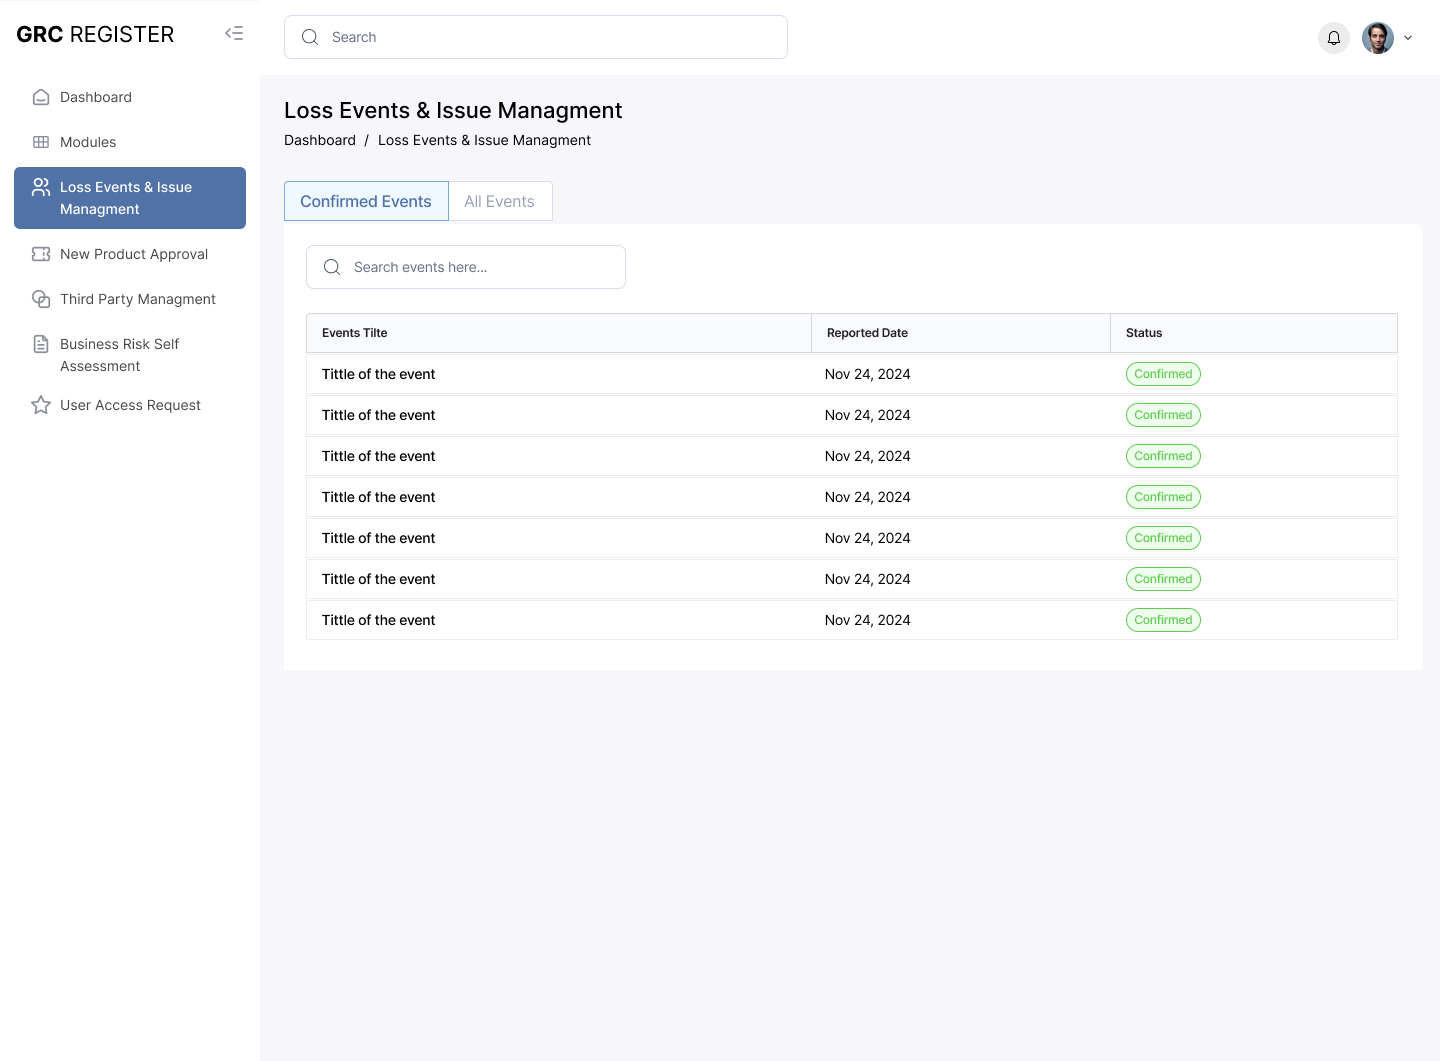 GRC REGISTER
Search
Dashboard
Modules
Loss Events & Issue
Managment
New Product Approval
Third Party Managment
Business Risk Self
Assessment
User Access Request
Loss Events & Issue Managment
Dashboard / Loss Events & Issue Managment
Confirmed Events All Events
Search events here...
Events Tilte Reported Date Status
Tittle of the event Nov 24, 2024 Confirmed
Tittle of the event Nov 24, 2024 Confirmed
Tittle of the event Nov 24, 2024 Confirmed
Tittle of the event Nov 24, 2024 Confirmed
Tittle of the event Nov 24, 2024 Confirmed
Tittle of the event Nov 24, 2024 Confirmed
Tittle of the event Nov 24, 2024 Confirmed